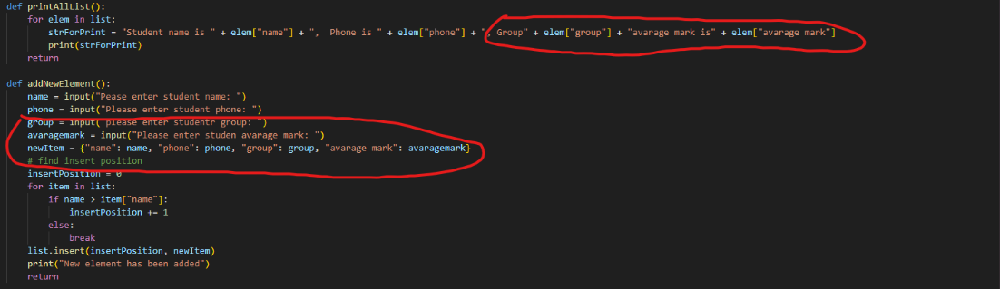 def printAllList():
    for elem in list:
        strForPrint = "Student name is " + elem["name"] + ",  Phone is " + elem["phone"] + ", Group" + elem["group"] + "avarage mark is" + elem["avarage mark"]
        print(strForPrint)
    return
def addNewElement():
    name = input("Pease enter student name: ")
    phone = input("Please enter student phone: ")
    group = input( please enter studentr group: ")
    avaragemark = input("Please enter studen avarage mark: ")
    newItem = {"name": name, "phone": phone, "group": group, "avarage mark": avaragemark}
    # find insert position
    insertPosition = 0
    for item in list:
        if name > item["name"]:
            insertPosition += 1
        else:
            break
    list.insert(insertPosition, newItem)
    print("New element has been added")
    return